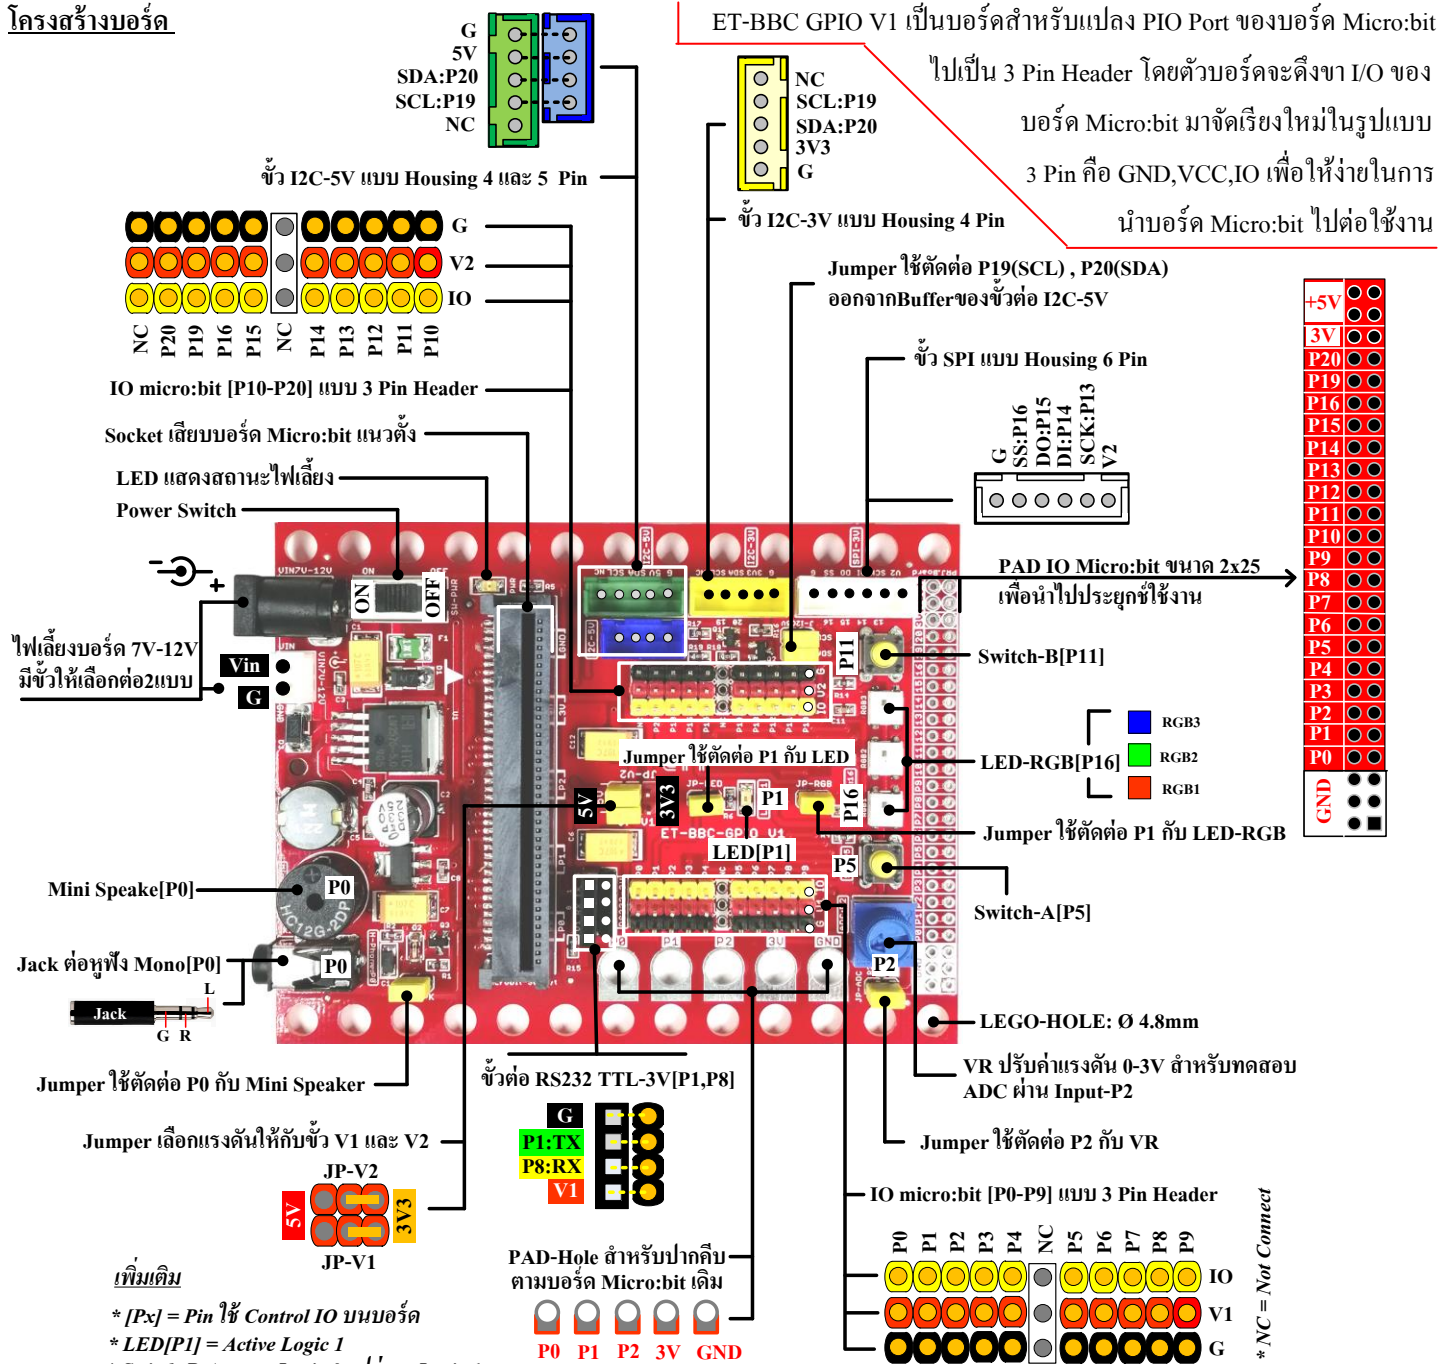 โครงสร้างบอร์ด
ET-BBC GPIO V1 เป็นบอร์ดสำหรับแปลง PIO Port ของบอร์ด Micro:bit
ไปเป็น 3 Pin Header โดยตัวบอร์ดจะดึงขา I/O ของ
บอร์ด Micro:bit มาจัดเรียงใหม่ในรูปแบบ
3 Pin คือ GND,VCC,IO เพื่อให้ง่ายในการ
นำบอร์ด Micro:bit ไปต่อใช้งาน
G
5V
SDA:P20
SCL:P19
NC
NC
SCL:P19
SDA:P20
3V3
G
ขั้ว I2C-5V แบบ Housing 4 และ 5 Pin
ขั้ว I2C-3V แบบ Housing 4 Pin
G
V2
IO
NC P20 P19 P16 P15 NC P14 P13 P12 P11 P10
Jumper ใช้ตัดต่อ P19(SCL) , P20(SDA)
ออกจากBufferของขั้วต่อ I2C-5V
ขั้ว SPI แบบ Housing 6 Pin
G SS:P16 DO:P15 DI:P14 SCK:P13 V2
IO micro:bit [P10-P20] แบบ 3 Pin Header
Socket เสียบบอร์ด Micro:bit แนวตั้ง
LED แสดงสถานะไฟเลี้ยง
Power Switch
+5V
3V
P20
P19
P16
P15
P14
P13
P12
P11
P10
P9
P8
P7
P6
P5
P4
P3
P2
P1
P0
GND
PAD IO Micro:bit ขนาด 2x25
เพื่อนำไปประยุกช์ใช้งาน
+
ON OFF
VIN7V-12V
ON
I2C-5V
I2C-3V
SPI-3V
ไฟเลี้ยงบอร์ด 7V-12V
มีขั้วให้เลือกต่อ2แบบ
Vin
G
P11
Switch-B[P11]
Jumper ใช้ตัดต่อ P1 กับ LED
LED-RGB[P16]
RGB3
RGB2
RGB1
5V
3V3
JP-LED
P1
JP-RGB
P16
ET-BBC-GPIO V1
LED[P1]
Jumper ใช้ตัดต่อ P1 กับ LED-RGB
P5
Switch-A[P5]
Mini Speake[P0]
P0
HC12G-2DP
Jack ต่อหูฟัง Mono[P0]
P0
Jack
L
G R
P0 P1 P2 3V GND
P2
JP-ADC
LEGO-HOLE: Ø 4.8mm
VR ปรับค่าแรงดัน 0-3V สำหรับทดสอบ
ADC ผ่าน Input-P2
Jumper ใช้ตัดต่อ P0 กับ Mini Speaker
ขั้วต่อ RS232 TTL-3V[P1,P8]
G
P1:TX
P8:RX
V1
Jumper เลือกแรงดันให้กับขั้ว V1 และ V2
JP-V2
5V
3V3
JP-V1
Jumper ใช้ตัดต่อ P2 กับ VR
IO micro:bit [P0-P9] แบบ 3 Pin Header
P0 P1 P2 P3 P4 NC P5 P6 P7 P8 P9
IO
V1
G
* NC = Not Connect
PAD-Hole สำหรับปากคีบ
ตามบอร์ด Micro:bit เดิม
P0 P1 P2 3V GND
เพิ่มเติม
* [Px] = Pin ใช้ Control IO บนบอร์ด
* LED[P1] = Active Logic 1